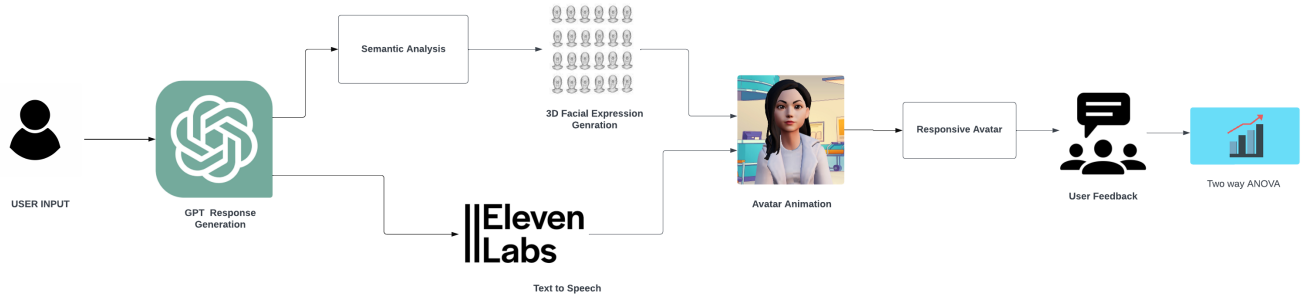 Semantic Analysis
3D Facial Expression
Genration
USER INPUT
GPT Response
Generation
||Eleven
Labs
Text to Speech
Avatar Animation
Responsive Avatar
User Feedback
Two way ANOVA